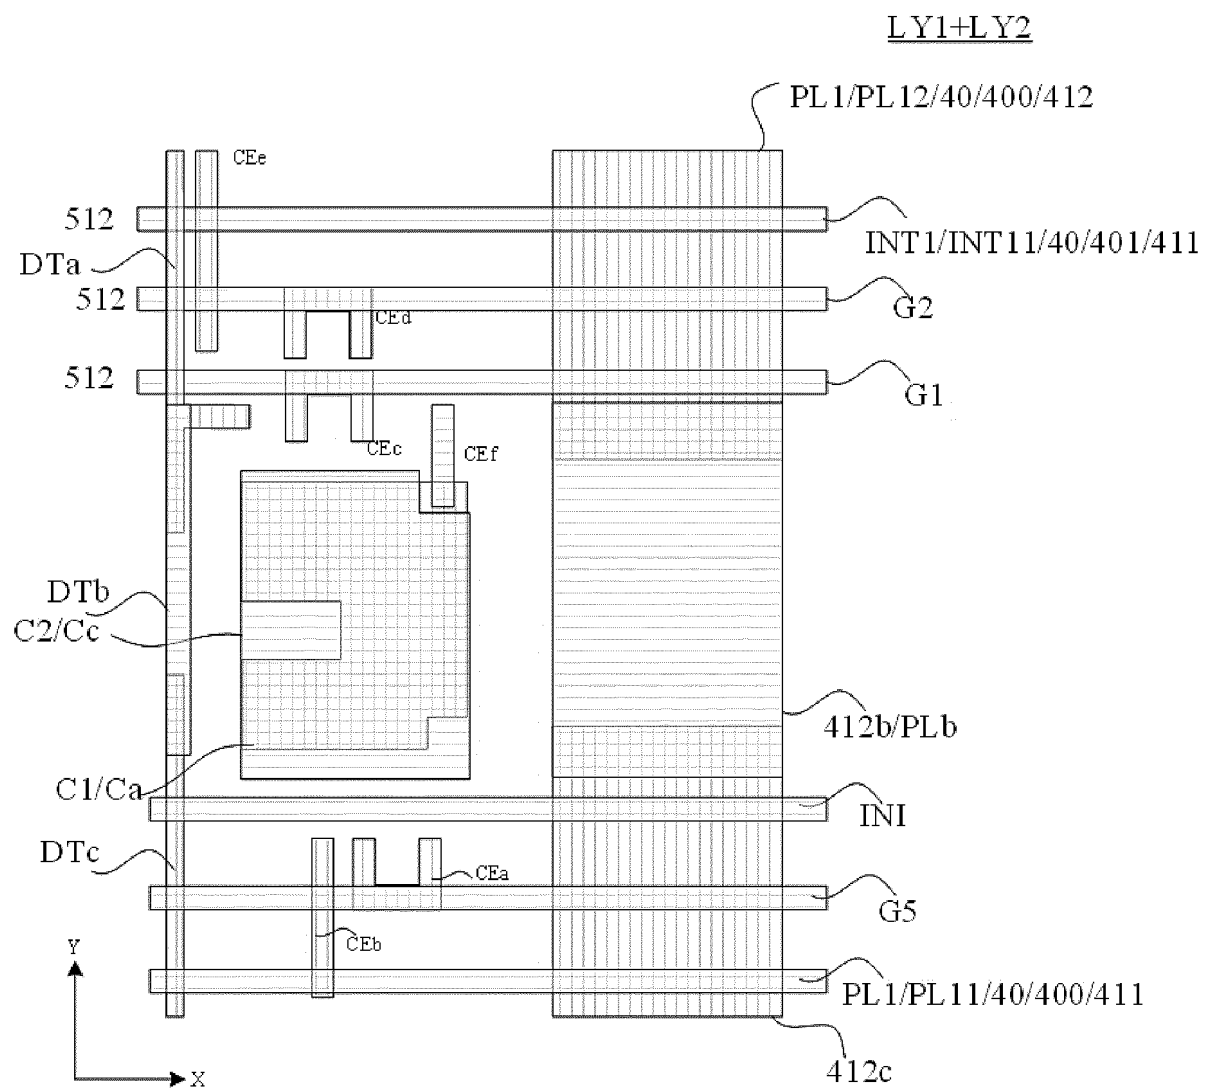 LY1+LY2
PL1/PL12/40/400/412
CEe
512
INT1/INT11/40/401/411
DTa
512
G2
CEd
512
G1
CEc
CEf
DTb
C2/Cc
412b/PLb
C1/Ca
INI
DTc
CEa
G5
CEb
Y
PL1/PL11/40/400/411
X
412c